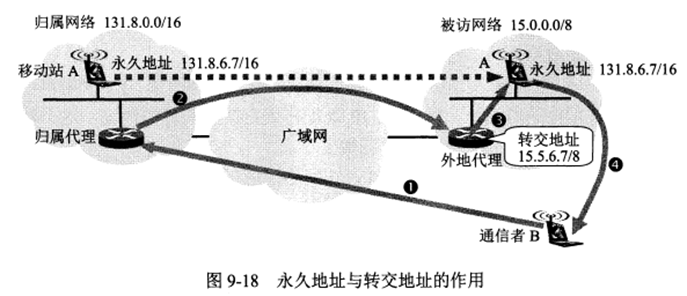 归属网络 131.8.0.0/16
被访网络 15.0.0.0/8
移动站 A
永久地址 131.8.6.7/16
A
永久地址 131.8.6.7/16
❷
❸
归属代理
广域网
外地代理
转交地址
15.5.6.7/8
❹
❶
通信者 B
图 9-18 永久地址与转交地址的作用